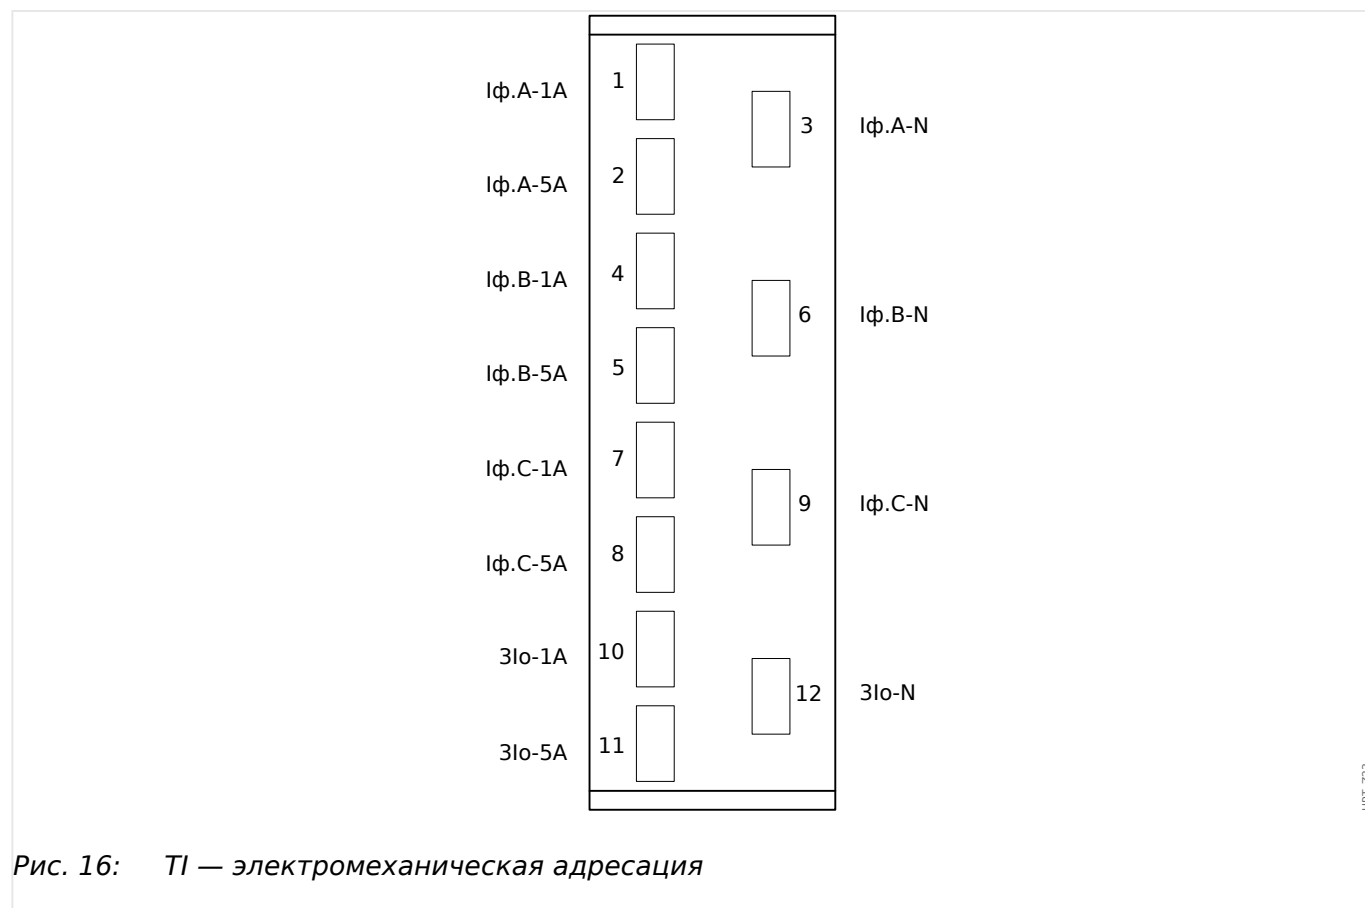 Iф.A-1A
1
3
Iф.A-N
Iф.A-5A
2
Iф.B-1A
4
6
Iф.B-N
Iф.B-5A
5
Iф.C-1A
7
9
Iф.C-N
Iф.C-5A
8
3Io-1A
10
12
3Io-N
3Io-5A
11
Рис. 16: TI — электромеханическая адресация